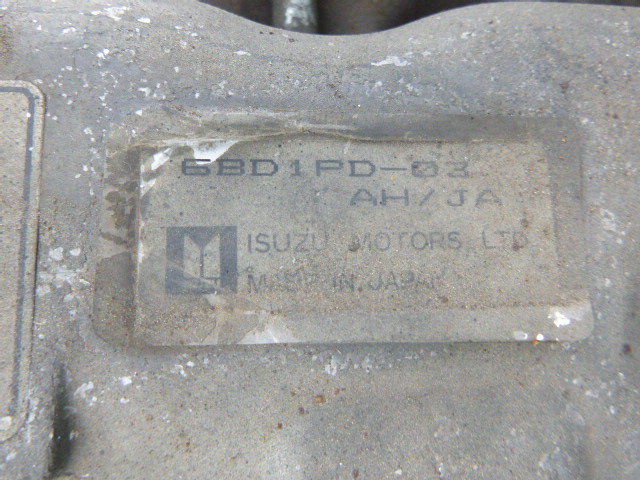 6BD1PD-03
AH/JA
ISUZU MOTORS LTD
MADE IN JAPAN